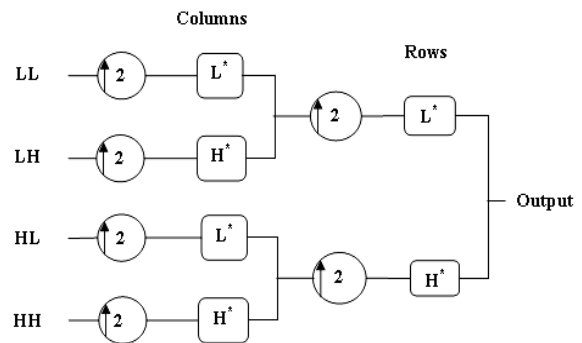 Columns
Rows
LL 2 L*
2 L*
LH 2 H*
Output
HL 2 L*
2 H*
HH 2 H*